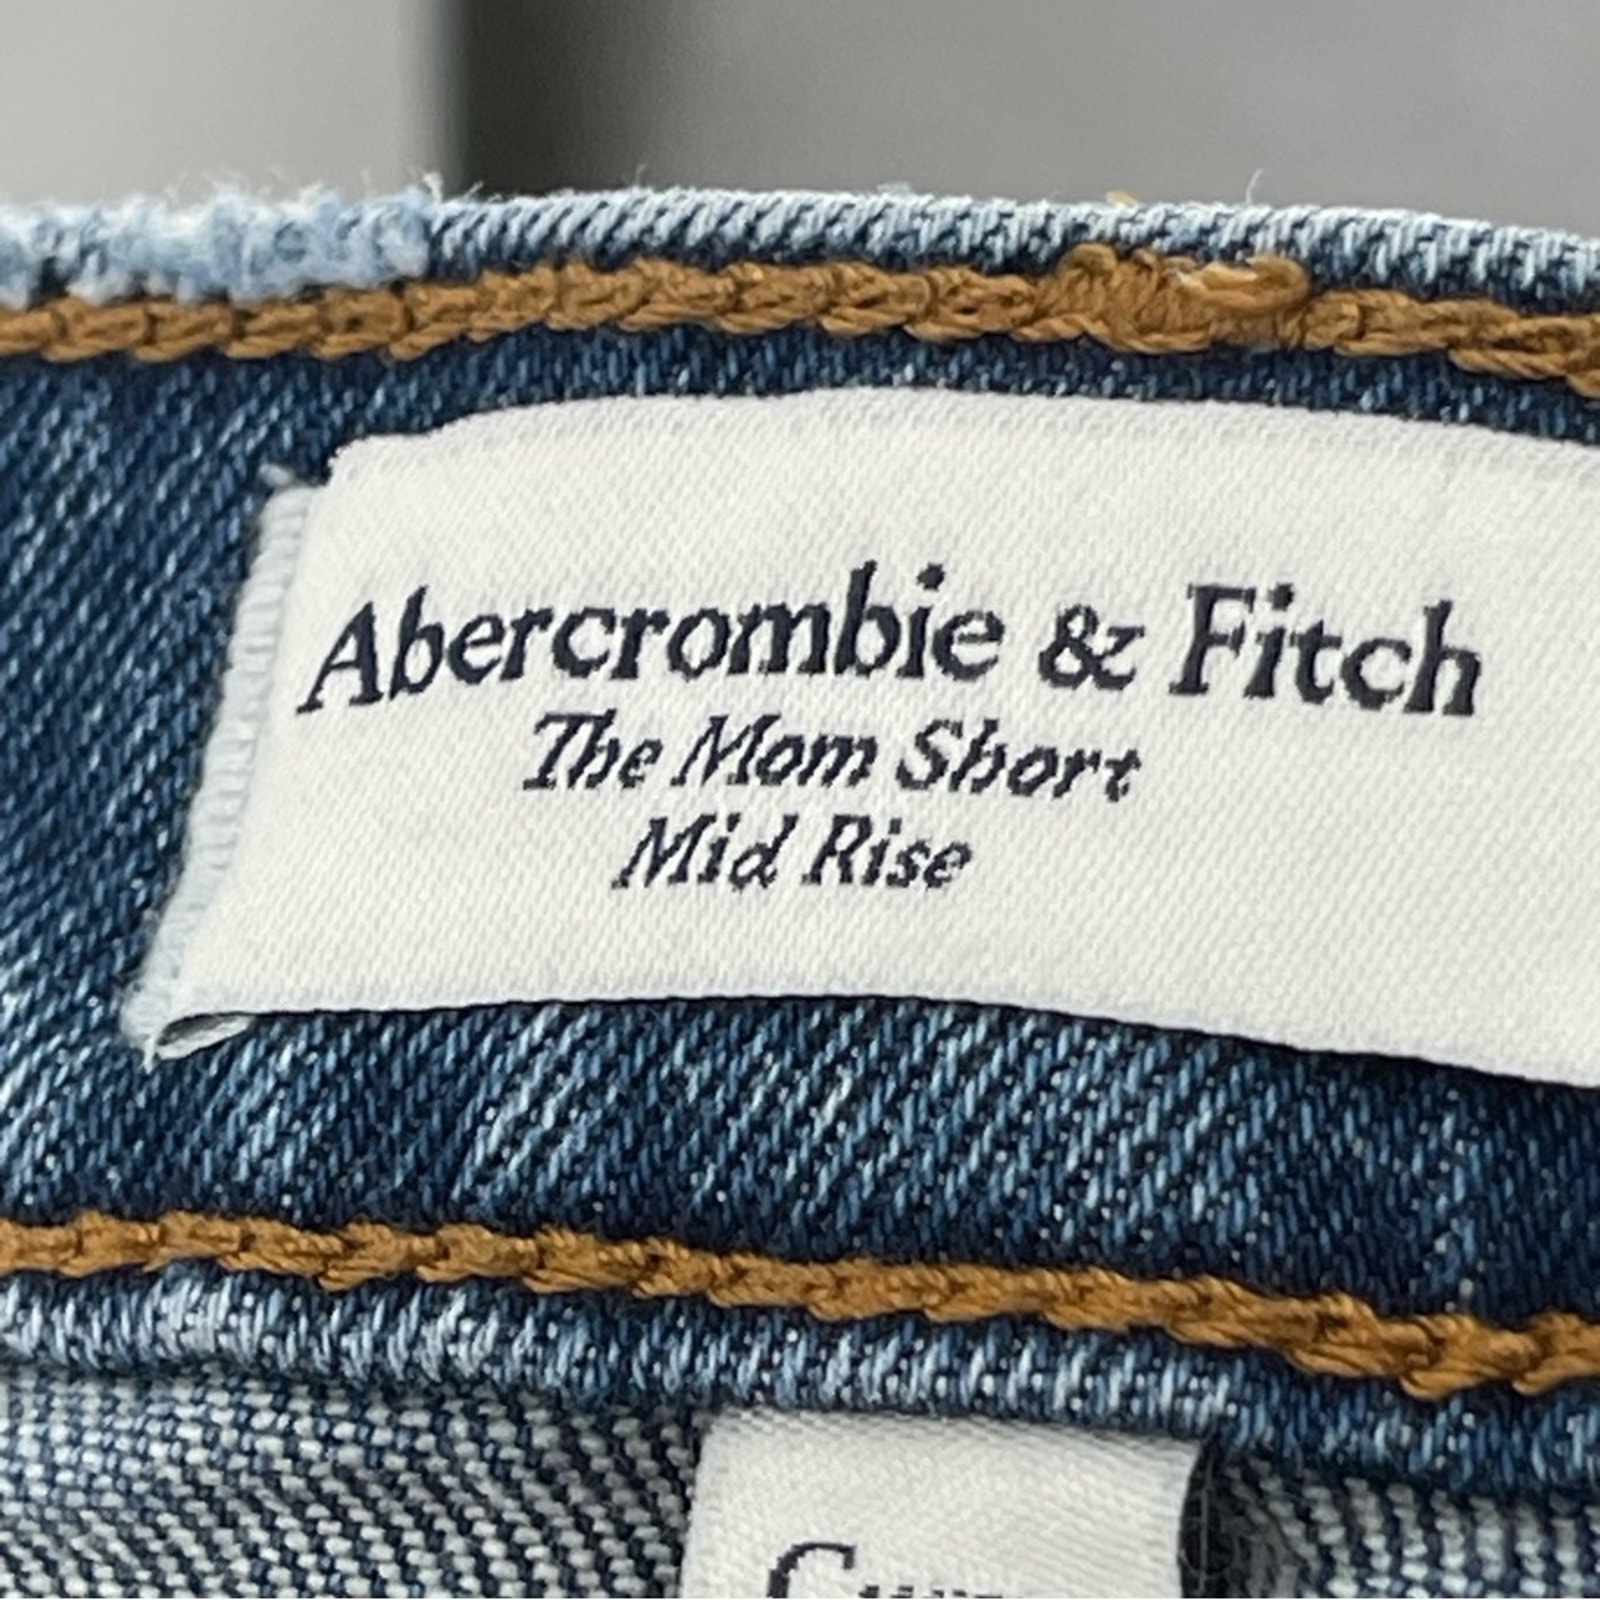 Abercrombie & Fitch
The Mom Short
Mid Rise